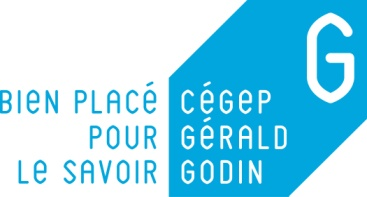 G
BIEN PLACÉ
POUR
LE SAVOIR
CÉGEP
GÉRALD
GODIN